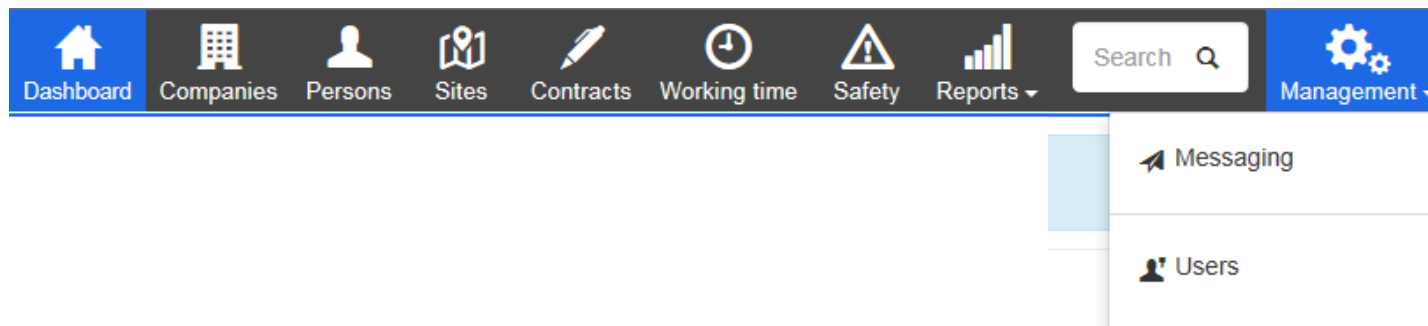 Dashboard Companies Persons Sites Contracts Working time Safety Reports Search Management
Messaging
Users